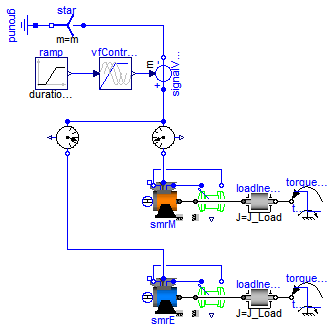 star
ground
m=m
ramp
vfContr...
m
signalV...
duratio...
loadIne...
torque...
t...
smrM
J=J_Load
loadIne...
torque...
t...
smrE
J=J_Load